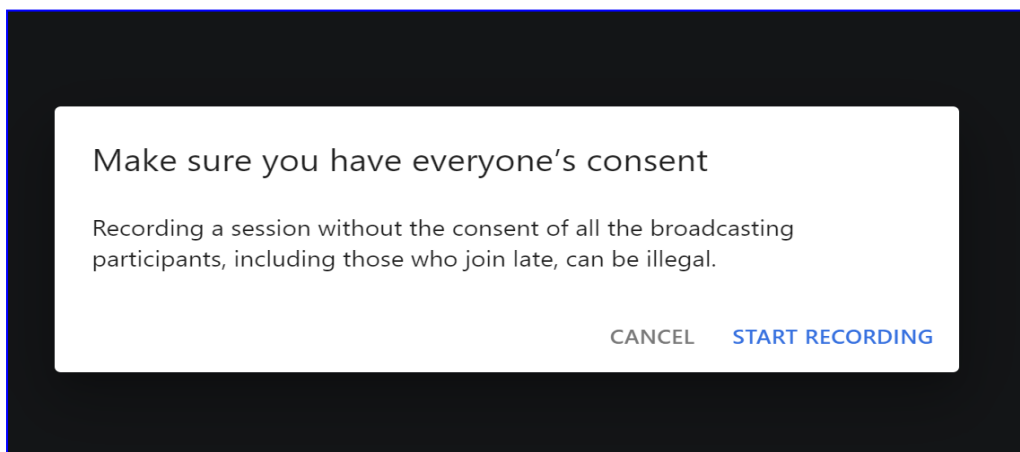 Make sure you have everyone’s consent
Recording a session without the consent of all the broadcasting
participants, including those who join late, can be illegal.
CANCEL START RECORDING